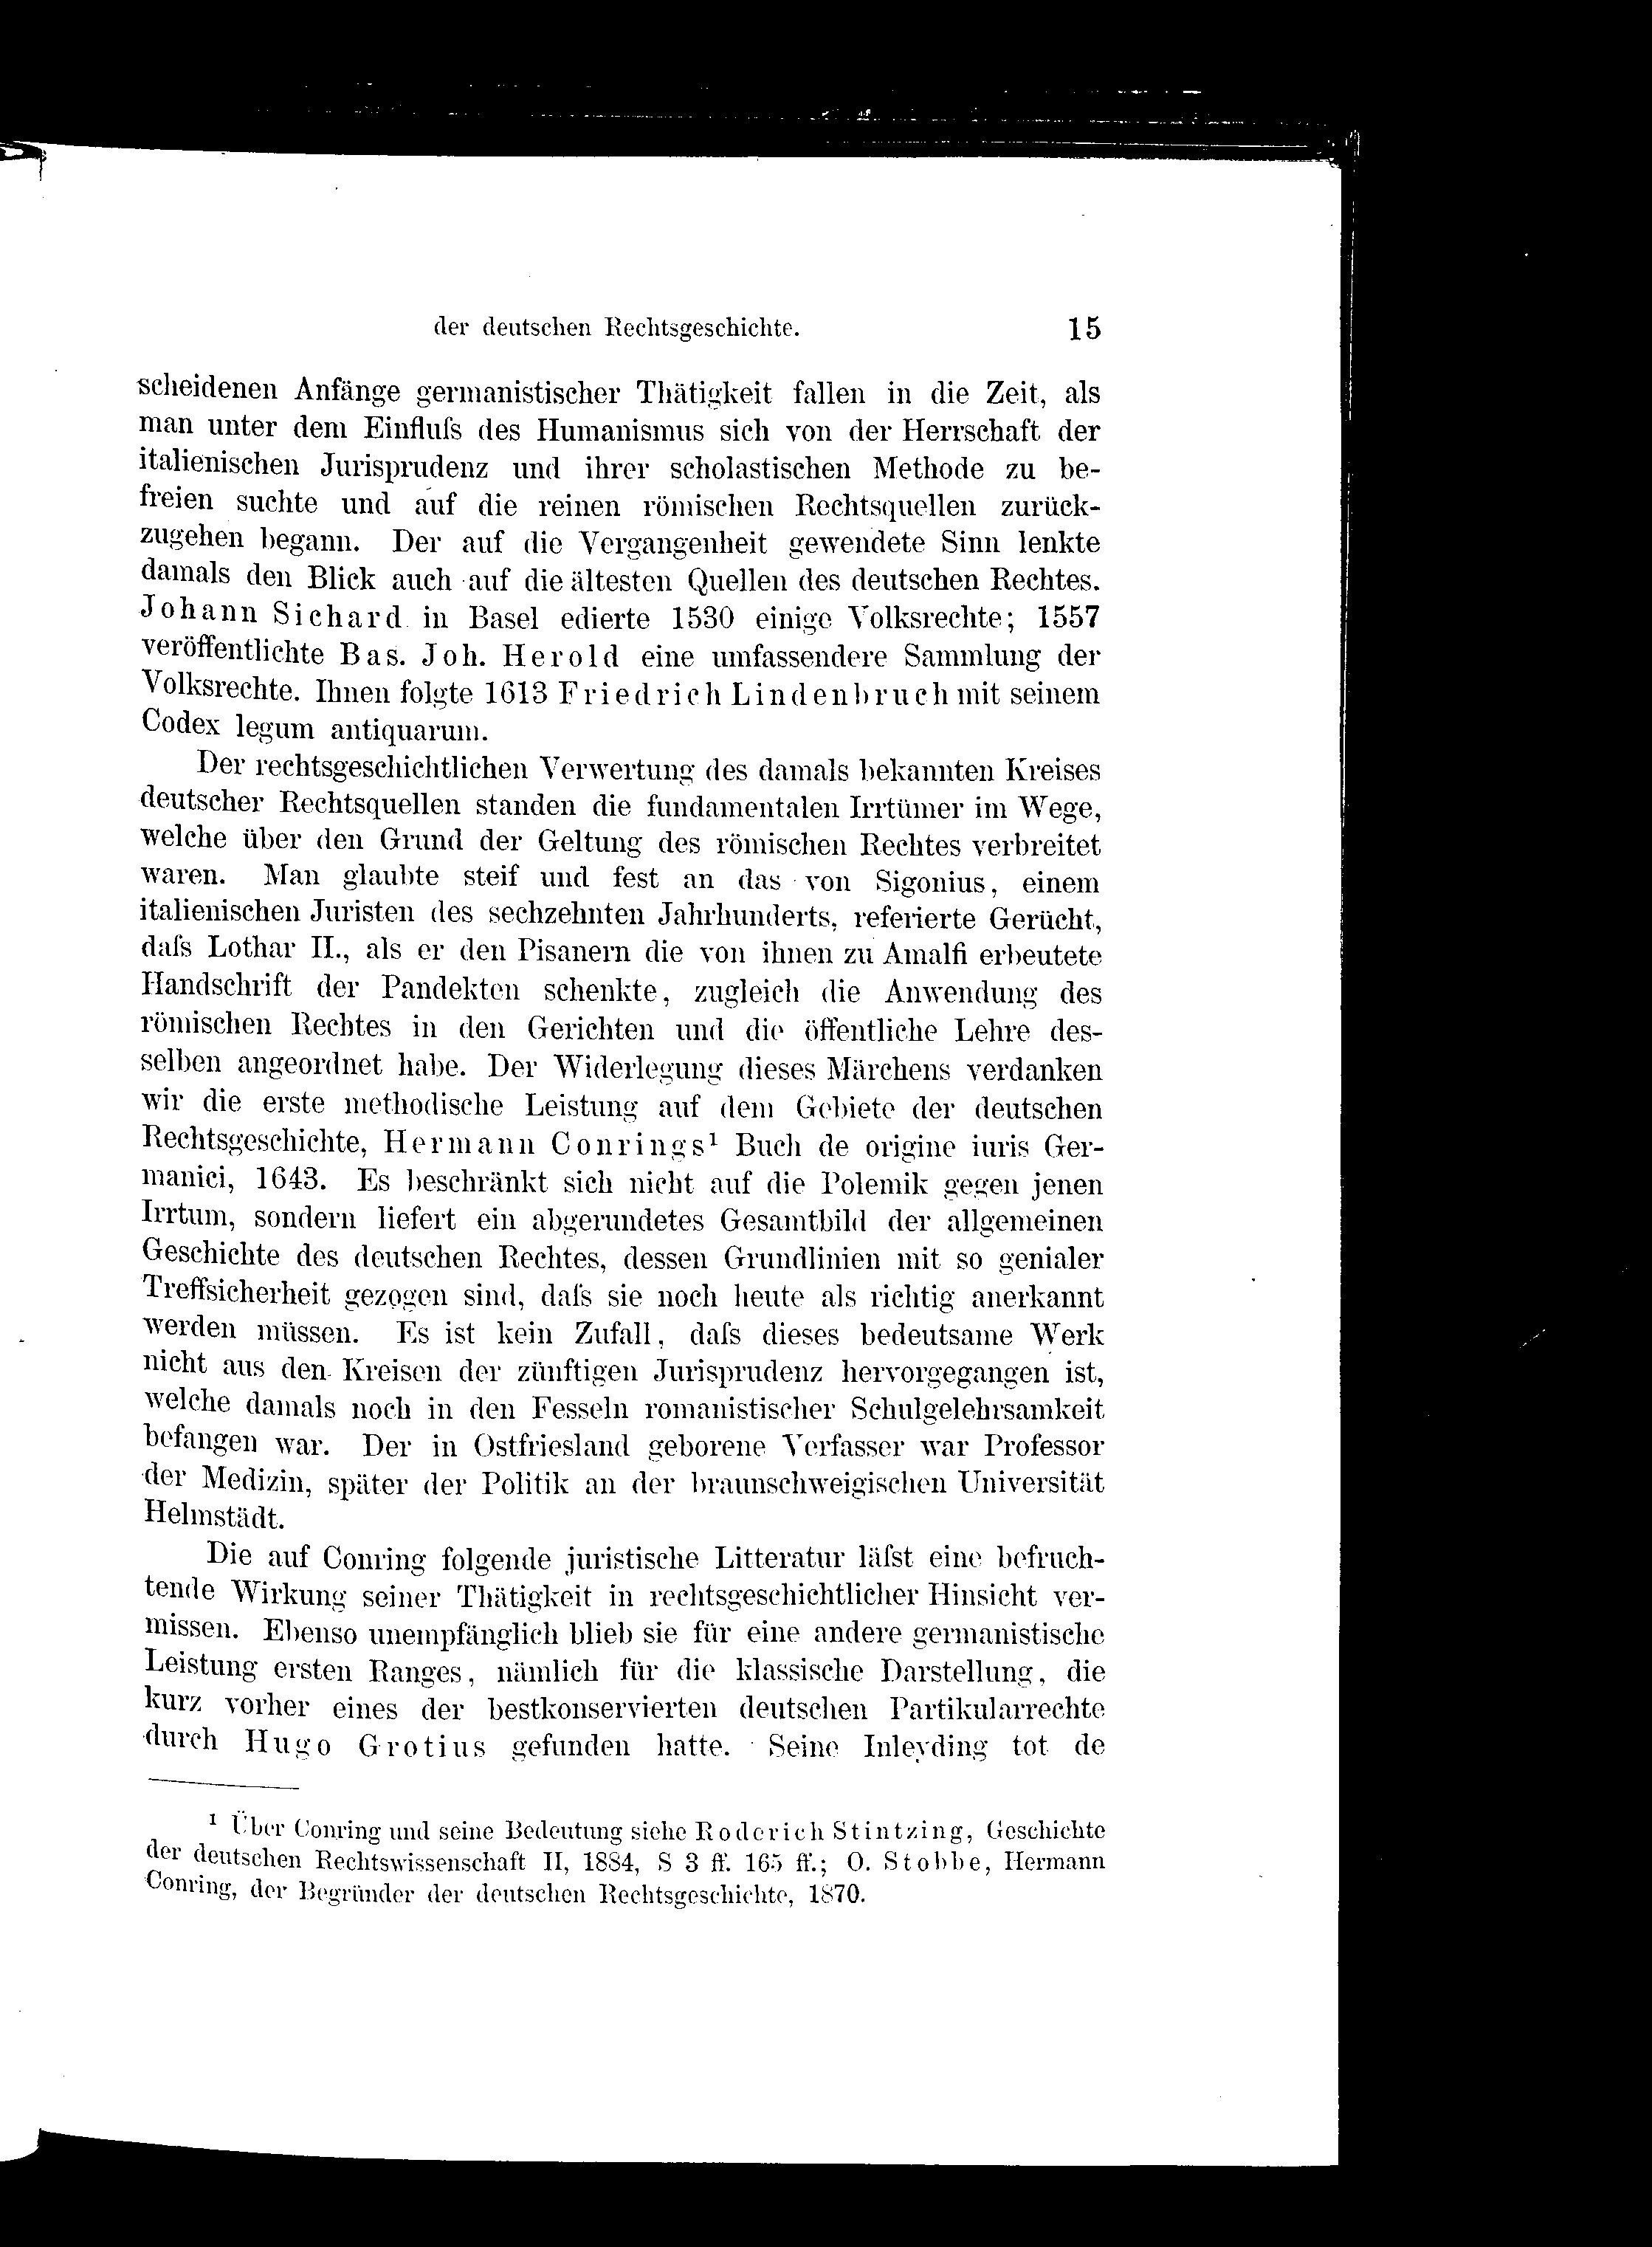 der deutschen Rechtsgeschichte. 15
scheidenen Anfänge germanistischer Thätigkeit fallen in die Zeit, als
man unter dem Einfluſs des Humanismus sich von der Herrschaft der
italienischen Jurisprudenz und ihrer scholastischen Methode zu be-
freien suchte und auf die reinen römischen Rechtsquellen zurück-
zugehen begann. Der auf die Vergangenheit gewendete Sinn lenkte
damals den Blick auch auf die ältesten Quellen des deutschen Rechtes.
Johann Sichard in Basel edierte 1530 einige Volksrechte; 1557
veröffentlichte Bas. Joh. Herold eine umfassendere Sammlung der
Volksrechte. Ihnen folgte 1613 Friedrich Lindenbruch mit seinem
Codex legum antiquarum.
Der rechtsgeschichtlichen Verwertung des damals bekannten Kreises
deutscher Rechtsquellen standen die fundamentalen Irrtümer im Wege,
welche über den Grund der Geltung des römischen Rechtes verbreitet
waren. Man glaubte steif und fest an das von Sigonius, einem
italienischen Juristen des sechzehnten Jahrhunderts, referierte Gerücht,
daſs Lothar II., als er den Pisanern die von ihnen zu Amalfi erbeutete
Handschrift der Pandekten schenkte, zugleich die Anwendung des
römischen Rechtes in den Gerichten und die öffentliche Lehre des-
selben angeordnet habe. Der Widerlegung dieses Märchens verdanken
wir die erste methodische Leistung auf dem Gebiete der deutschen
Rechtsgeschichte, Hermann Conrings¹ Buch de origine iuris Ger-
manici, 1643. Es beschränkt sich nicht auf die Polemik gegen jenen
Irrtum, sondern liefert ein abgerundetes Gesamtbild der allgemeinen
Geschichte des deutschen Rechtes, dessen Grundlinien mit so genialer
Treffsicherheit gezogen sind, daſs sie noch heute als richtig anerkannt
werden müssen. Es ist kein Zufall, daſs dieses bedeutsame Werk
nicht aus den Kreisen der zünftigen Jurisprudenz hervorgegangen ist,
welche damals noch in den Fesseln romanistischer Schulgelehrsamkeit
befangen war. Der in Ostfriesland geborene Verfasser war Professor
der Medizin, später der Politik an der braunschweigischen Universität
Helmstädt.
Die auf Conring folgende juristische Litteratur läſst eine befruch-
tende Wirkung seiner Thätigkeit in rechtsgeschichtlicher Hinsicht ver-
missen. Ebenso unempfänglich blieb sie für eine andere germanistische
Leistung ersten Ranges, nämlich für die klassische Darstellung, die
kurz vorher eines der bestkonservierten deutschen Partikularrechte
durch Hugo Grotius gefunden hatte. Seine Inleyding tot de
¹ Über Conring und seine Bedeutung siehe Roderich Stintzing, Geschichte
der deutschen Rechtswissenschaft II, 1884, S 3 ff. 165 ff.; O. Stobbe, Hermann
Conring, der Begründer der deutschen Rechtsgeschichte, 1870.